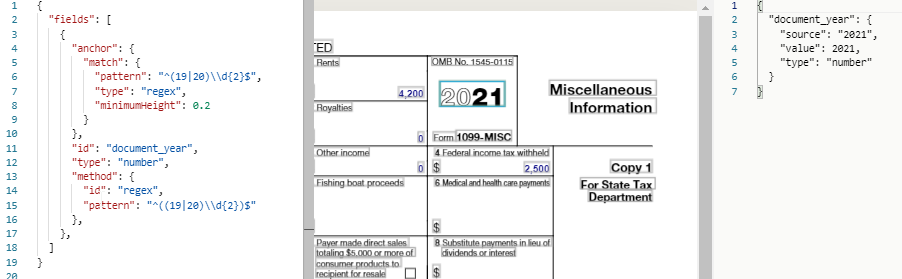 1 {
2 "fields": [
3 {
4 "anchor": {
5 "match": {
6 "pattern": "^(19|20)\\d{2}$",
7 "type": "regex",
8 "minimumHeight": 0.2
9 }
10 },
11 "id": "document_year",
12 "type": "number",
13 "method": {
14 "id": "regex",
15 "pattern": "^((19|20)\\d{2})$"
16 },
17 },
18 ]
19 }
20
TED
Rents
4,200
Royalties
0
OMB No. 1545-0115
2021
Form 1099-MISC
Miscellaneous
Information
Other income
0
4 Federal income tax withheld
$ 2,500
Copy 1
For State Tax
Department
Fishing boat proceeds
6 Medical and health care payments
$
Payer made direct sales
totaling $5,000 or more of
consumer products to
recipient for resale
8 Substitute payments in lieu of
dividends or interest
$
1 {
2 "document_year": {
3 "source": "2021",
4 "value": 2021,
5 "type": "number"
6 }
7 }